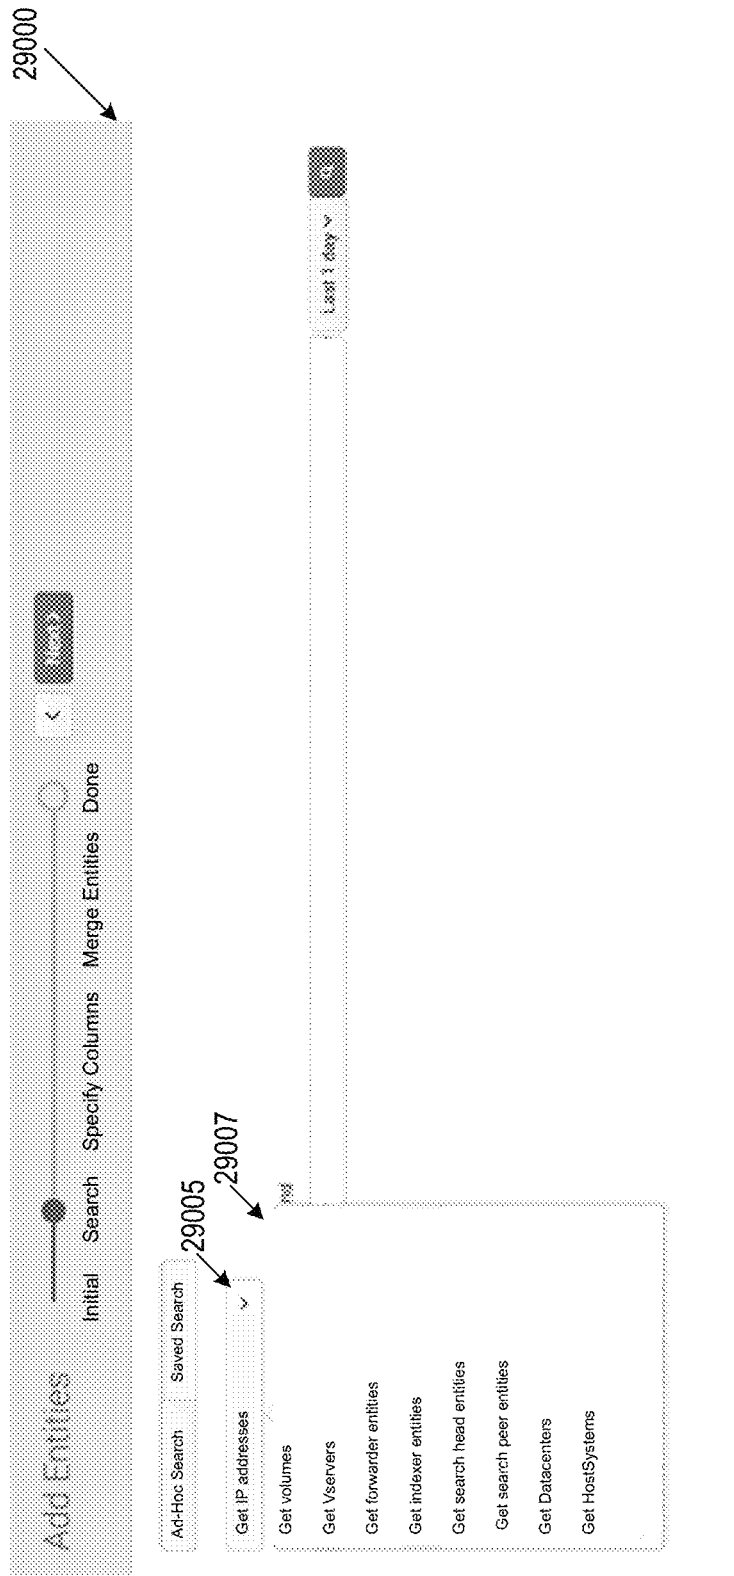 29000
Add Entities
Initial Search Specify Columns Merge Entities Done
Next >
Ad-Hoc Search Saved Search
29005
Get IP addresses
29007
Get volumes
Get Vservers
Last 1 day
Get forwarder entities
Get indexer entities
Get search head entities
Get search peer entities
Get Datacenters
Get HostSystems